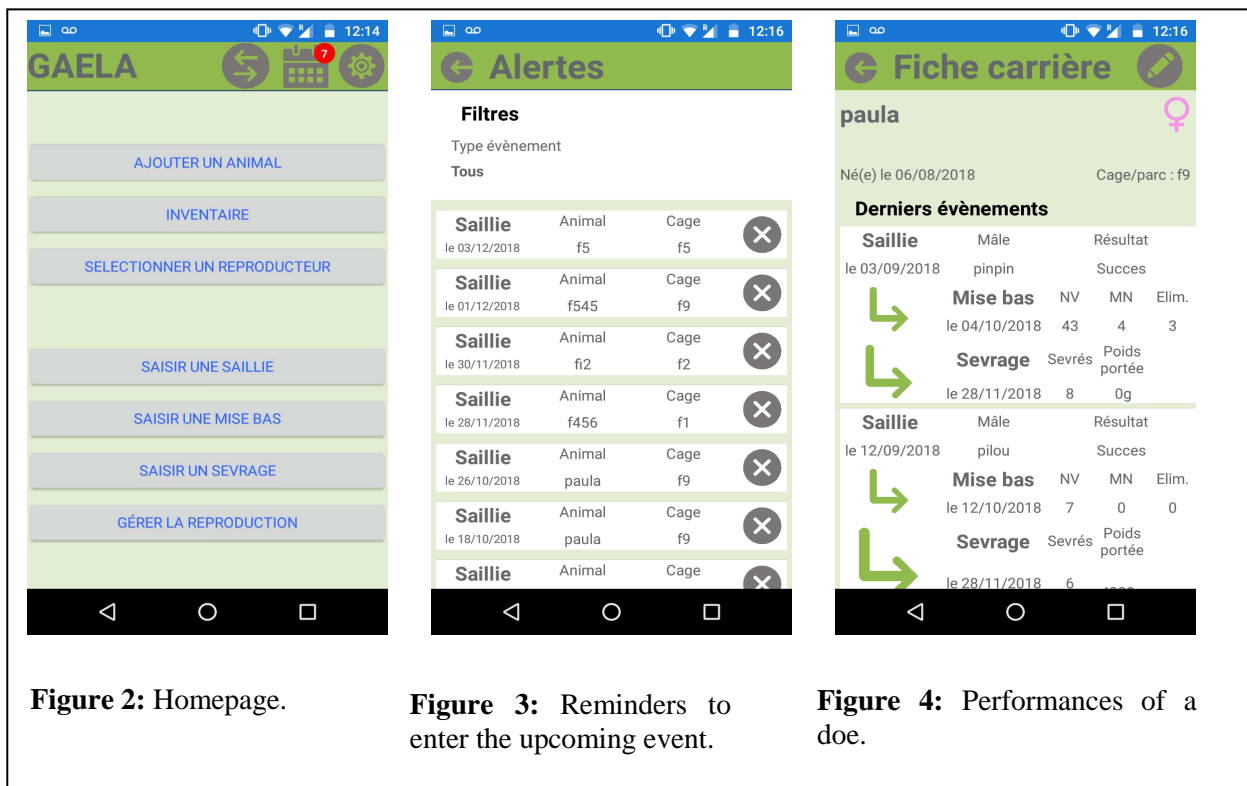 12:14
GAELA
7
AJOUTER UN ANIMAL
INVENTAIRE
SELECTIONNER UN REPRODUCTEUR
SAISIR UNE SAILLIE
SAISIR UNE MISE BAS
SAISIR UN SEVRAGE
GÉRER LA REPRODUCTION
Figure 2: Homepage.
12:16
Alertes
Filtres
Type évènement
Tous
Saillie Animal Cage
le 03/12/2018 f5 f5
Saillie Animal Cage
le 01/12/2018 f545 f9
Saillie Animal Cage
le 30/11/2018 fi2 f2
Saillie Animal Cage
le 28/11/2018 f456 f1
Saillie Animal Cage
le 26/10/2018 paula f9
Saillie Animal Cage
le 18/10/2018 paula f9
Saillie Animal Cage
Figure 3: Reminders to
enter the upcoming event.
R
12:16
Fiche carrière
paula
Né(e) le 06/08/2018 Cage/parc : f9
Derniers évènements
Saillie Mâle Résultat
le 03/09/2018 pinpin Succes
Mise bas NV MN Elim.
le 04/10/2018 43 4 3
Sevrage Sevrés Poids
portée
le 28/11/2018 8 0g
Saillie Mâle Résultat
le 12/09/2018 pilou Succes
Mise bas NV MN Elim.
le 12/10/2018 7 0 0
Sevrage Sevrés Poids
portée
le 28/11/2018 6
Figure 4: Performances of a
doe.